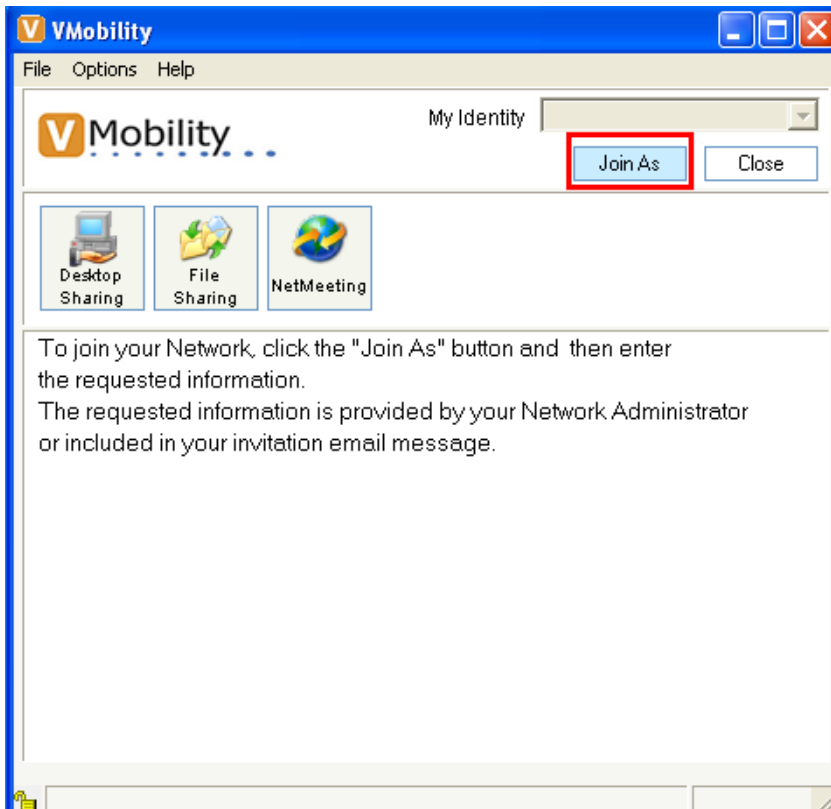 V VMobility
File Options Help
V Mobility
My Identity
Join As
Close
Desktop
Sharing
File
Sharing
NetMeeting
To join your Network, click the "Join As" button and then enter
the requested information.
The requested information is provided by your Network Administrator
or included in your invitation email message.